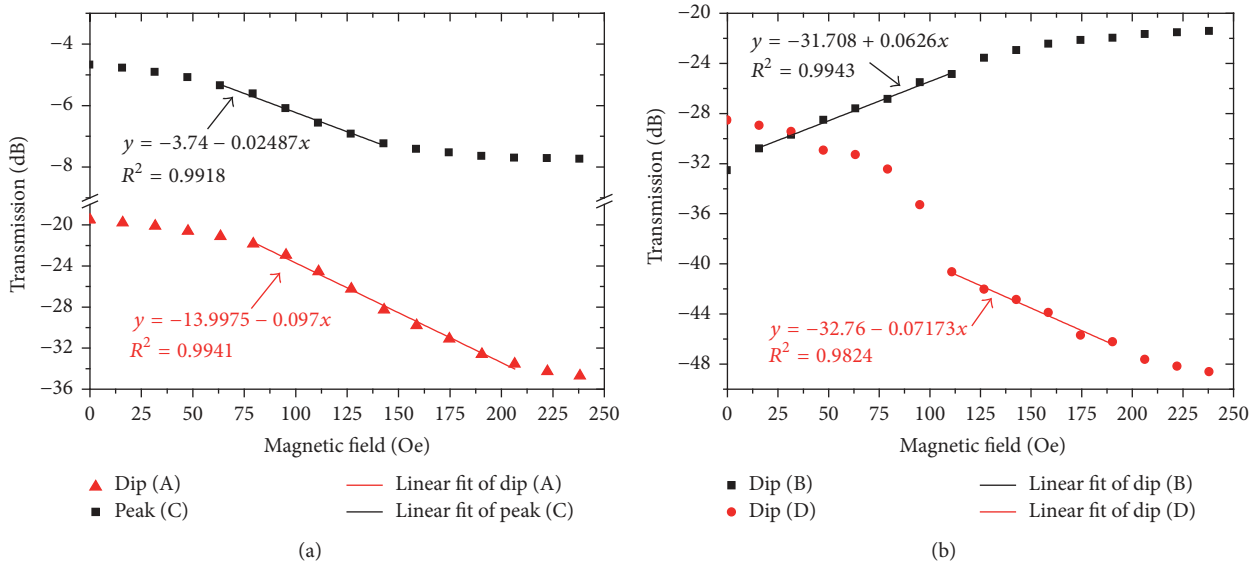 −4
−6
−8
−20
−24
−28
−32
−36
Transmission (dB)
y = −3.74 − 0.02487x
R² = 0.9918
y = −13.9975 − 0.097x
R² = 0.9941
0 25 50 75 100 125 150 175 200 225 250
Magnetic field (Oe)
Dip (A) Linear fit of dip (A)
Peak (C) Linear fit of peak (C)
(a)
−20
−24
−28
−32
−36
−40
−44
−48
Transmission (dB)
y = −31.708 + 0.0626x
R² = 0.9943
y = −32.76 − 0.07173x
R² = 0.9824
0 25 50 75 100 125 150 175 200 225 250
Magnetic field (Oe)
Dip (B) Linear fit of dip (B)
Dip (D) Linear fit of dip (D)
(b)